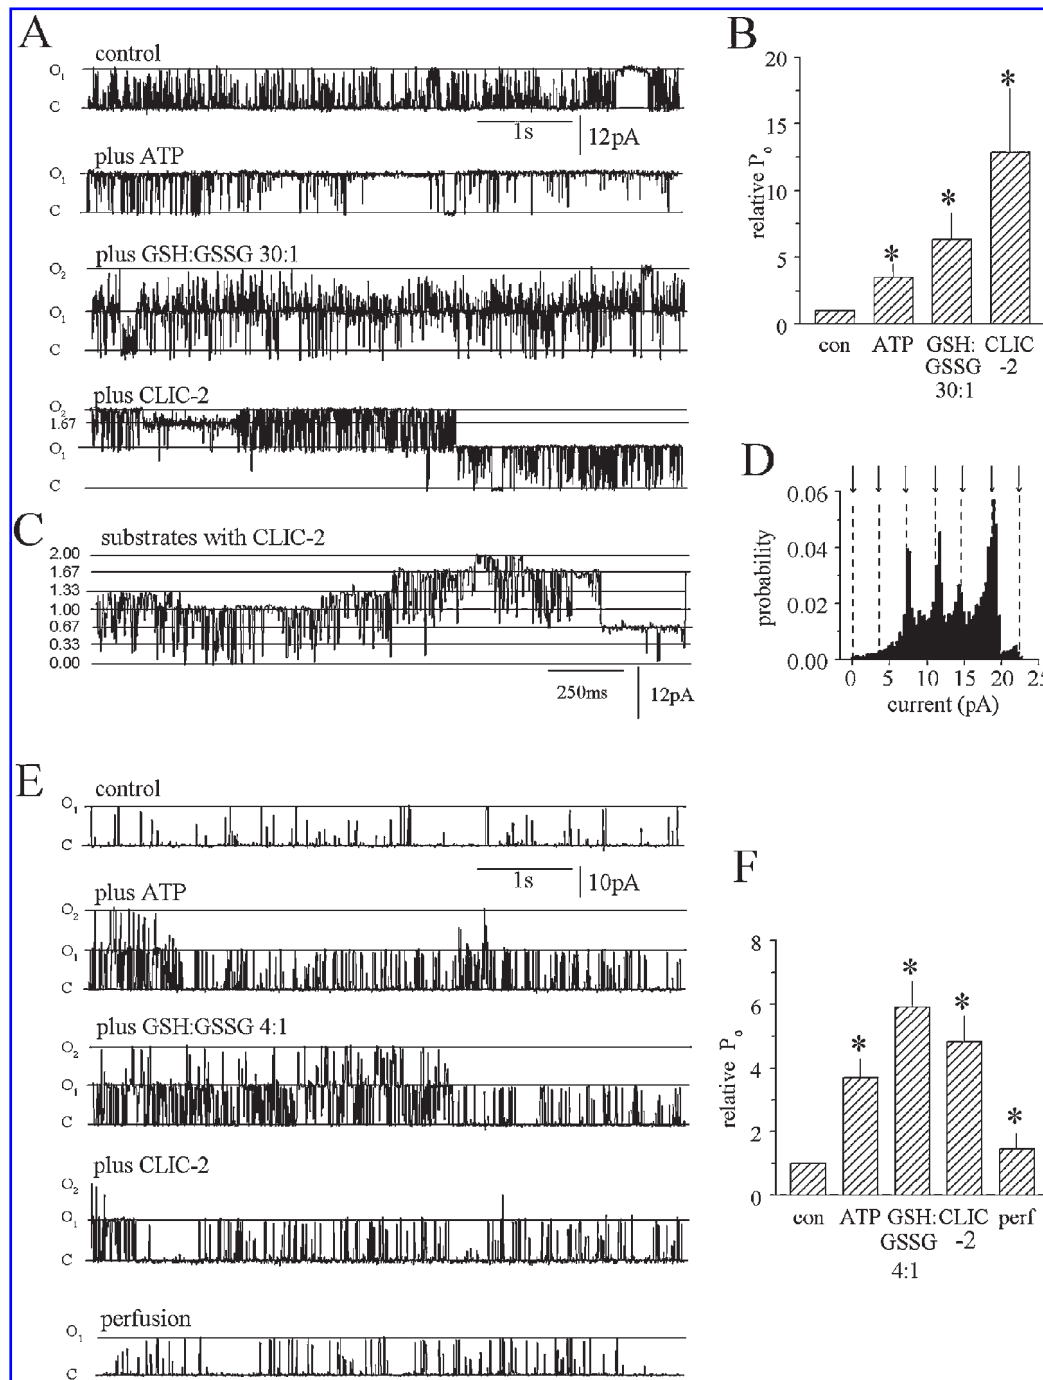 A
control
O1
C
1s
12pA
plus ATP
O1
C
plus GSH:GSSG 30:1
O2
O1
C
plus CLIC-2
O2
1.67
O1
C
B
20
15
10
5
0
relative Po
*
*
*
con
ATP
GSH:
GSSG
30:1
CLIC
-2
C
substrates with CLIC-2
2.00
1.67
1.33
1.00
0.67
0.33
0.00
250ms
12pA
D
0.06
0.04
0.02
0.00
probability
0 5 10 15 20 25
current (pA)
E
control
O1
C
1s
10pA
plus ATP
O2
O1
C
plus GSH:GSSG 4:1
O2
O1
C
plus CLIC-2
O2
O1
C
perfusion
O1
C
F
8
6
4
2
0
relative Po
*
*
*
*
con
ATP
GSH:
GSSG
4:1
CLIC
-2
perf